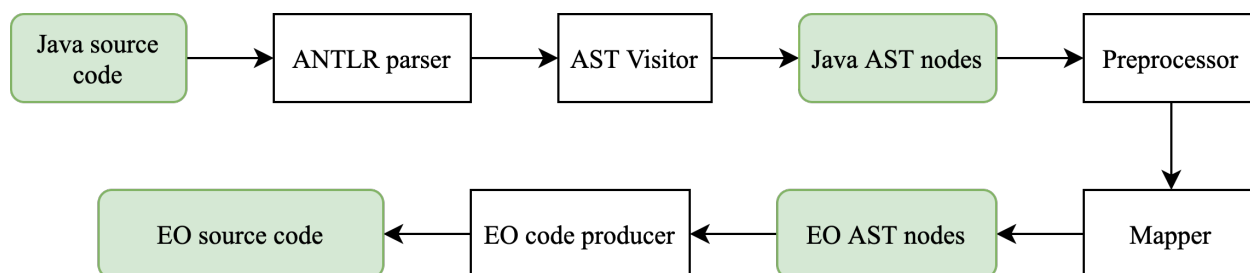 Java source
code
ANTLR parser
AST Visitor
Java AST nodes
Preprocessor
EO source code
EO code producer
EO AST nodes
Mapper